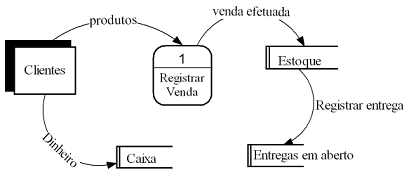 produtos
venda efetuada
Clientes
1
Registrar
Venda
Estoque
Registrar entrega
Dinheiro
Caixa
Entregas em aberto